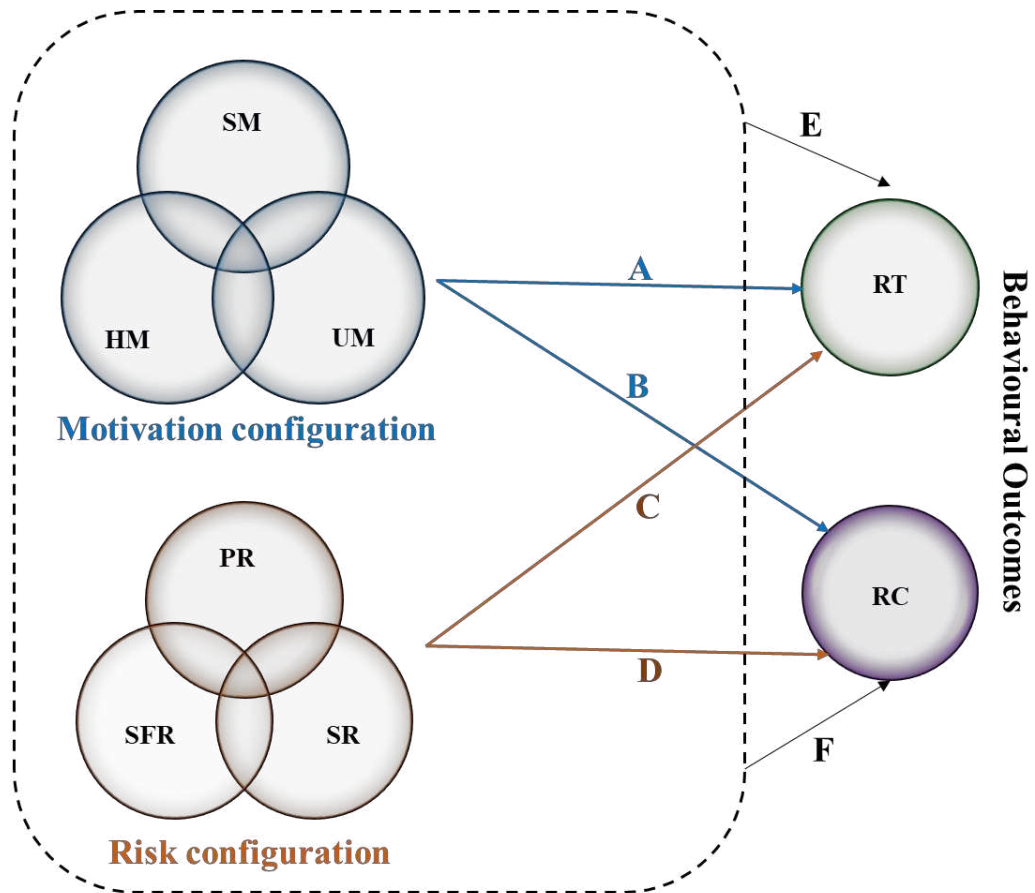 SM
HM
UM
Motivation configuration
PR
SFR
SR
Risk configuration
A
B
C
D
E
F
RT
RC
Behavioural Outcomes